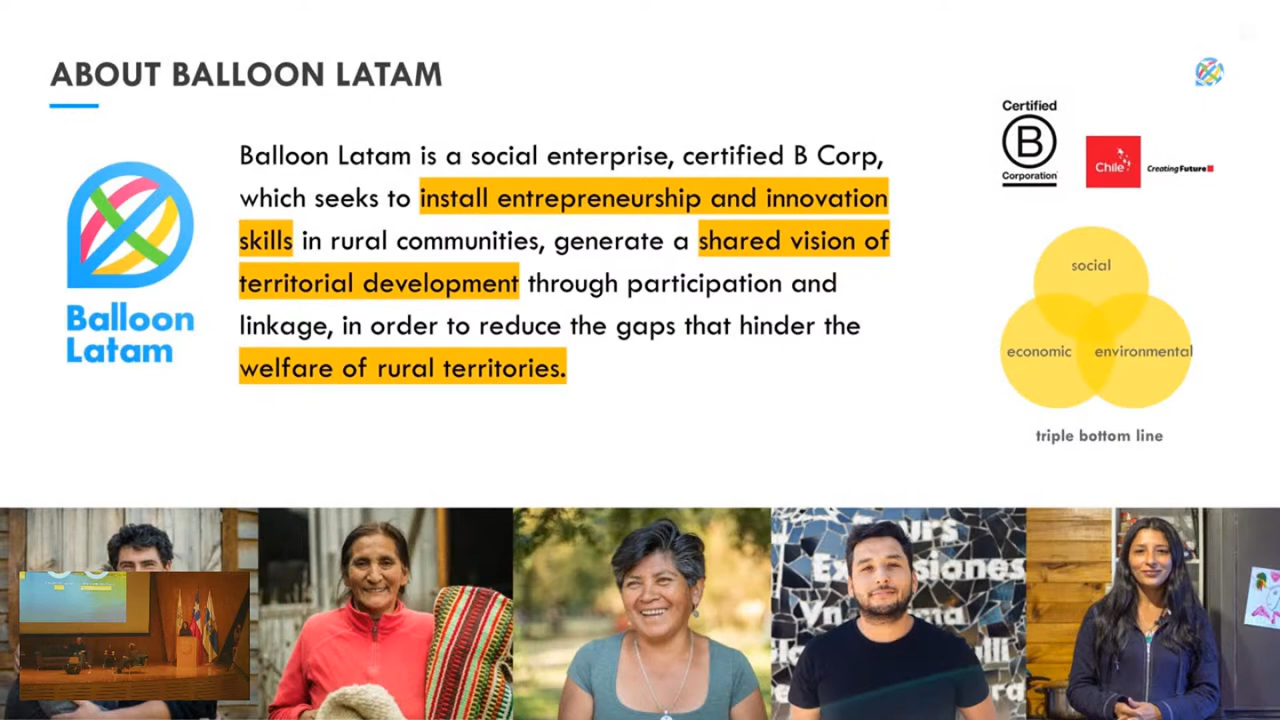 ABOUT BALLOON LATAM
Balloon Latam is a social enterprise, certified B Corp,
which seeks to install entrepreneurship and innovation
skills in rural communities, generate a shared vision of
territorial development through participation and
linkage, in order to reduce the gaps that hinder the
welfare of rural territories.
Balloon
Latam
Certified
B
Corporation
Chile
Creating Future
social
economic
environmental
triple bottom line